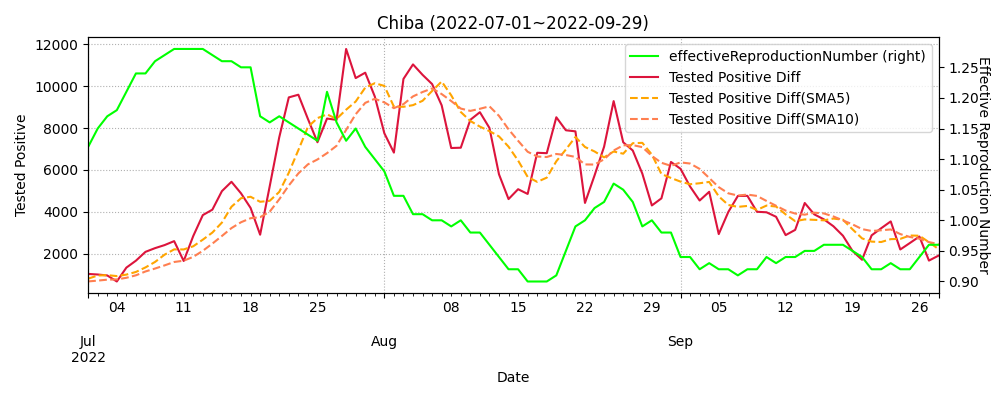 Chiba (2022-07-01~2022-09-29)
effectiveReproductionNumber (right)
Tested Positive Diff
Tested Positive Diff(SMA5)
Tested Positive Diff(SMA10)
Tested Positive
12000
10000
8000
6000
4000
2000
Effective Reproduction Number
1.25
1.20
1.15
1.10
1.05
1.00
0.95
0.90
04 11 18 25 08 15 22 29 05 12 19 26
Jul Aug Sep
2022
Date